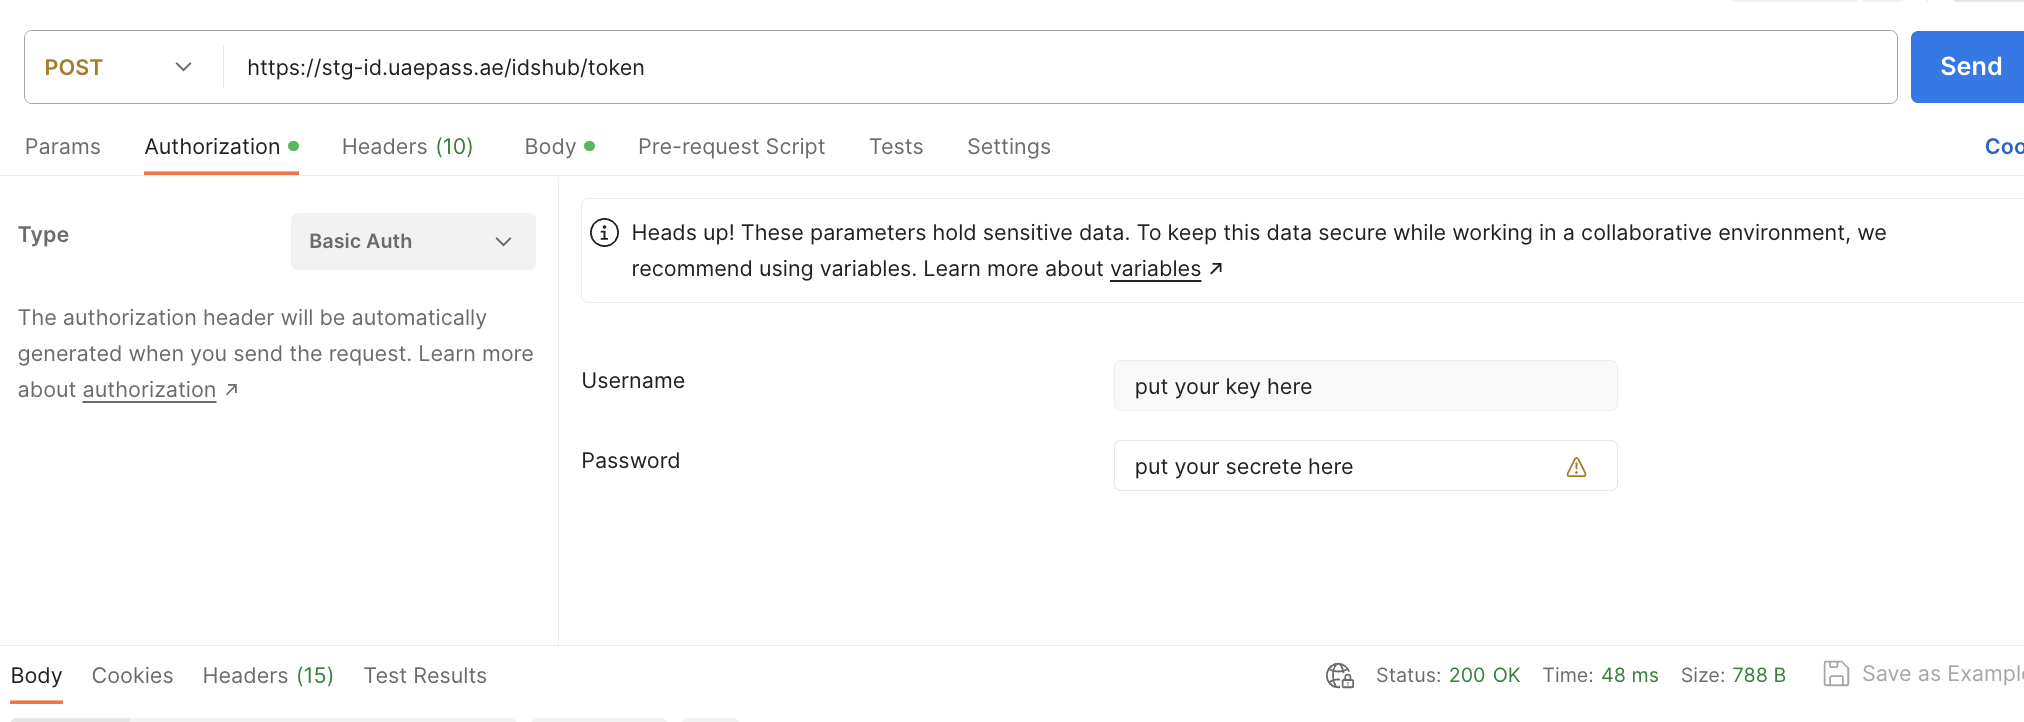 POST
https://stg-id.uaepass.ae/idshub/token
Send
Params Authorization Headers (10) Body Pre-request Script Tests Settings Coo
Type
Basic Auth
The authorization header will be automatically
generated when you send the request. Learn more
about authorization ↗
Heads up! These parameters hold sensitive data. To keep this data secure while working in a collaborative environment, we
recommend using variables. Learn more about variables ↗
Username
put your key here
Password
put your secrete here
Body Cookies Headers (15) Test Results
Status: 200 OK Time: 48 ms Size: 788 B Save as Exampl